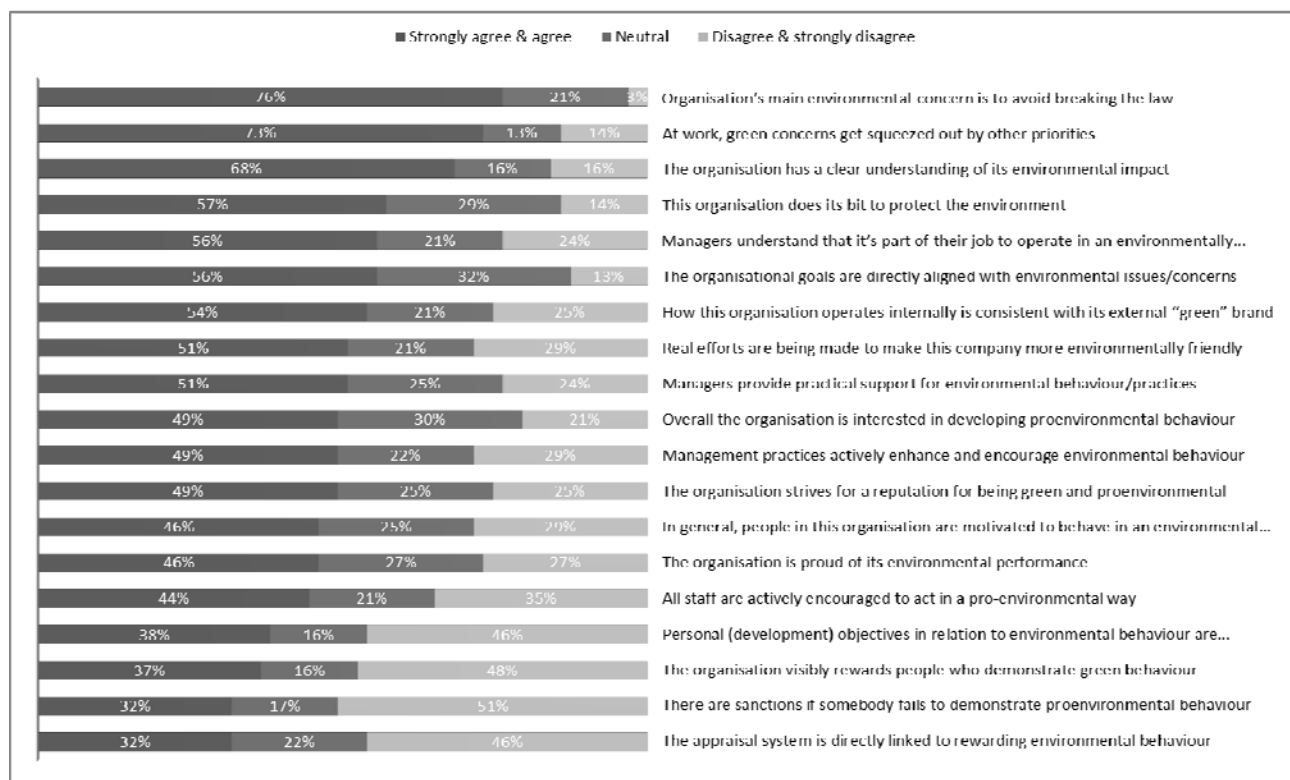 Strongly agree & agree Neutral Disagree & strongly disagree
76% 21% 3% Organisation's main environmental concern is to avoid breaking the law
73% 13% 14% At work, green concerns get squeezed out by other priorities
68% 16% 16% The organisation has a clear understanding of its environmental impact
57% 29% 14% This organisation does its bit to protect the environment
56% 21% 24% Managers understand that it's part of their job to operate in an environmentally...
56% 32% 13% The organisational goals are directly aligned with environmental issues/concerns
54% 21% 25% How this organisation operates internally is consistent with its external "green" brand
51% 21% 29% Real efforts are being made to make this company more environmentally friendly
51% 25% 24% Managers provide practical support for environmental behaviour/practices
49% 30% 21% Overall the organisation is interested in developing proenvironmental behaviour
49% 22% 29% Management practices actively enhance and encourage environmental behaviour
49% 25% 25% The organisation strives for a reputation for being green and proenvironmental
46% 25% 29% In general, people in this organisation are motivated to behave in an environmental...
46% 27% 27% The organisation is proud of its environmental performance
44% 21% 35% All staff are actively encouraged to act in a pro-environmental way
38% 16% 46% Personal (development) objectives in relation to environmental behaviour are...
37% 16% 48% The organisation visibly rewards people who demonstrate green behaviour
32% 17% 51% There are sanctions if somebody fails to demonstrate proenvironmental behaviour
32% 22% 46% The appraisal system is directly linked to rewarding environmental behaviour